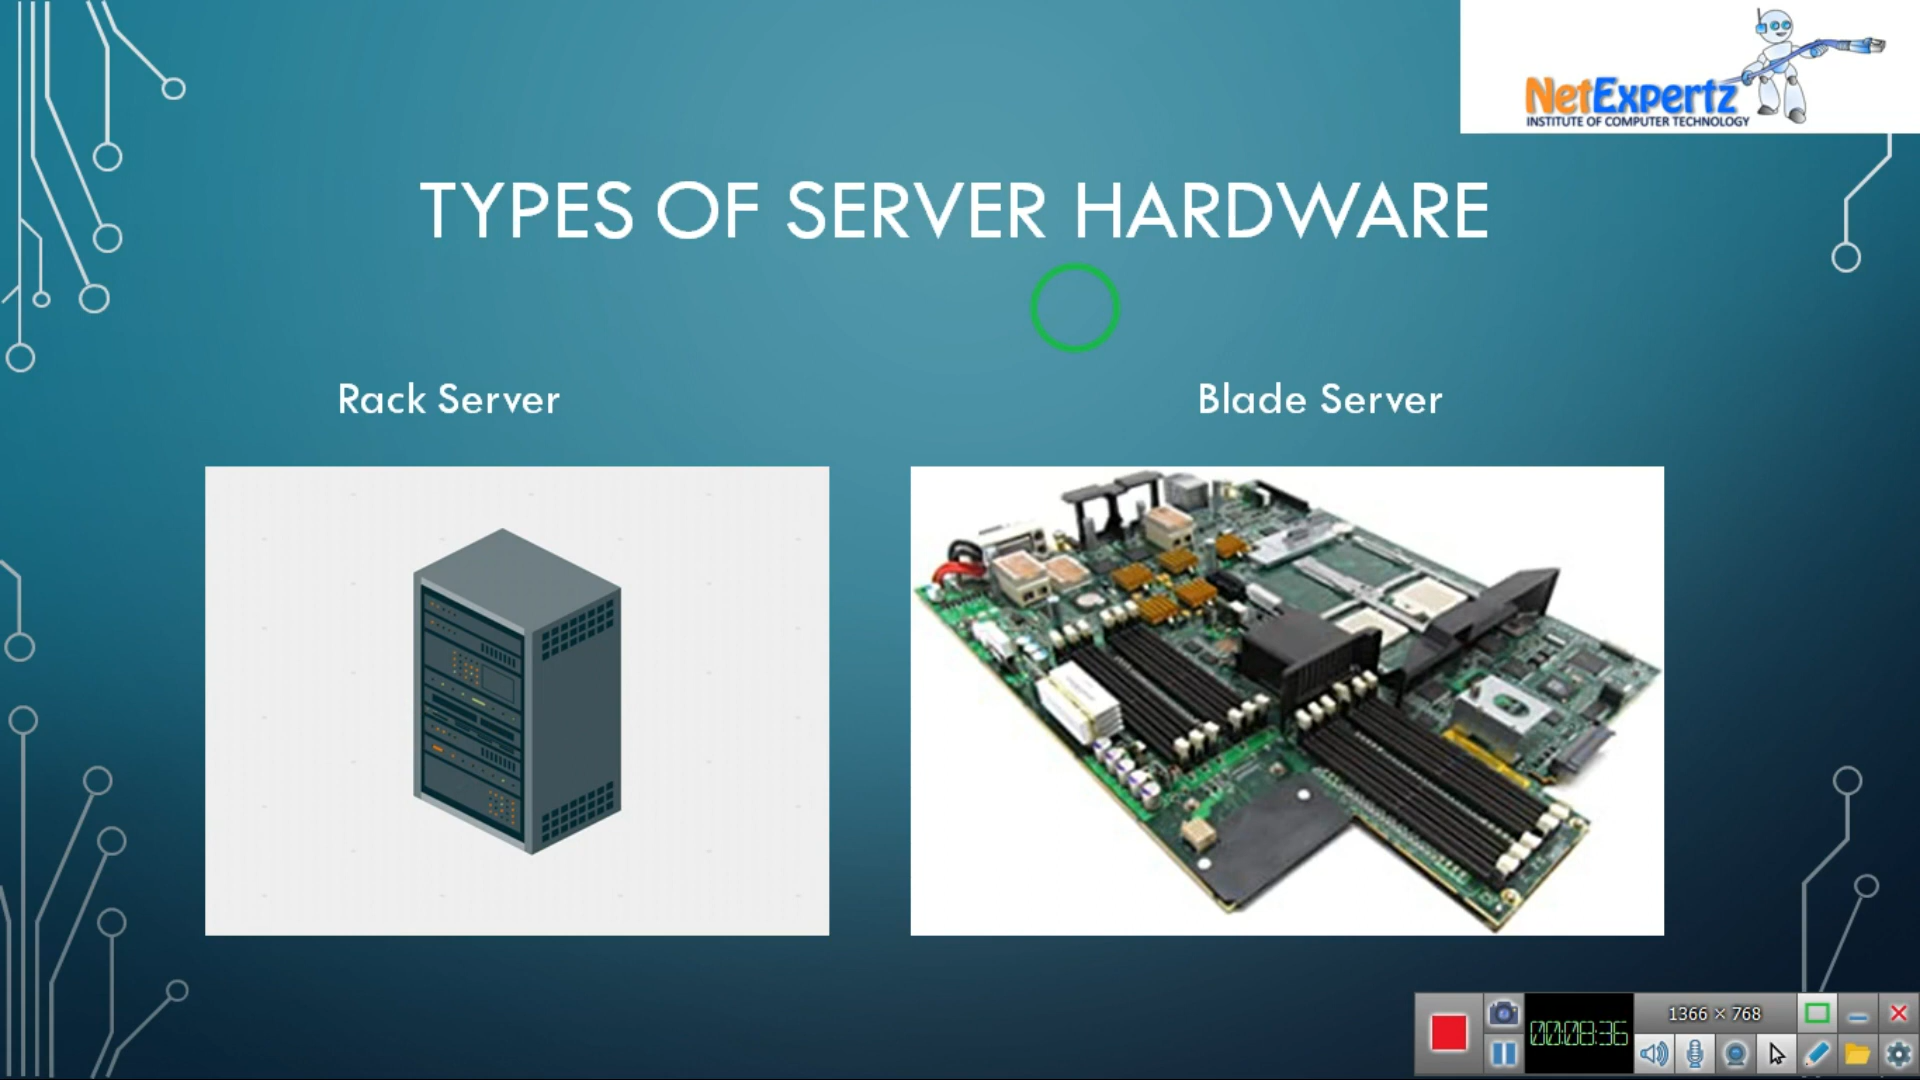 NetExpertz
INSTITUTE OF COMPUTER TECHNOLOGY
TYPES OF SERVER HARDWARE
Rack Server
Blade Server
1366 × 768
00:08:36